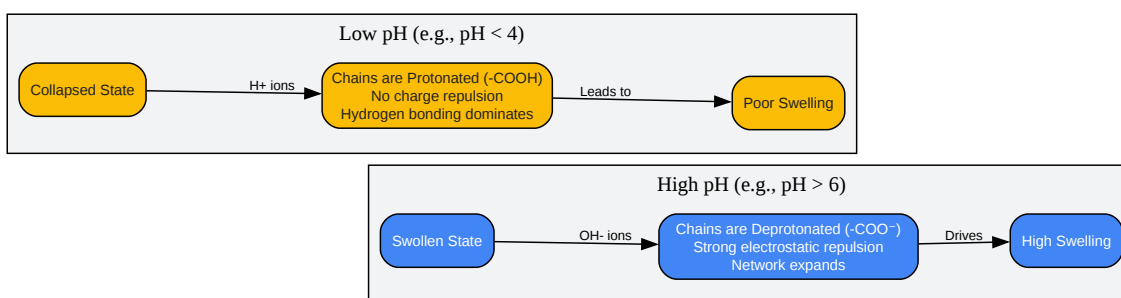 Low pH (e.g., pH < 4)
Collapsed State
H+ ions
Chains are Protonated (-COOH)
No charge repulsion
Hydrogen bonding dominates
Leads to
Poor Swelling
High pH (e.g., pH > 6)
Swollen State
OH- ions
Chains are Deprotonated (-COO⁻)
Strong electrostatic repulsion
Network expands
Drives
High Swelling